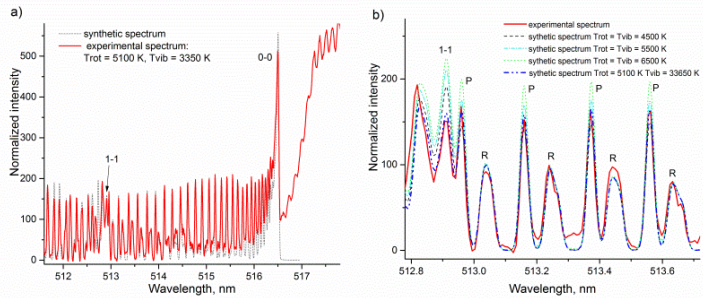 a)
synthetic spectrum
experimental spectrum:
Trot = 5100 K, Tvib = 3350 K
0-0
1-1
Normalized intensity
500
400
300
200
100
0
512
513
514
515
516
517
Wavelength, nm
b)
experimental spectrum
sythetic spectrum Trot = Tvib = 4500 K
sythetic spectrum Trot = Tvib = 5500 K
sythetic spectrum Trot = Tvib = 6500 K
sythetic spectrum Trot = 5100 K Tvib = 33650 K
1-1
P
P
P
P
R
R
R
R
Normalized intensity
200
100
0
512.8
513.0
513.2
513.4
513.6
Wavelength, nm